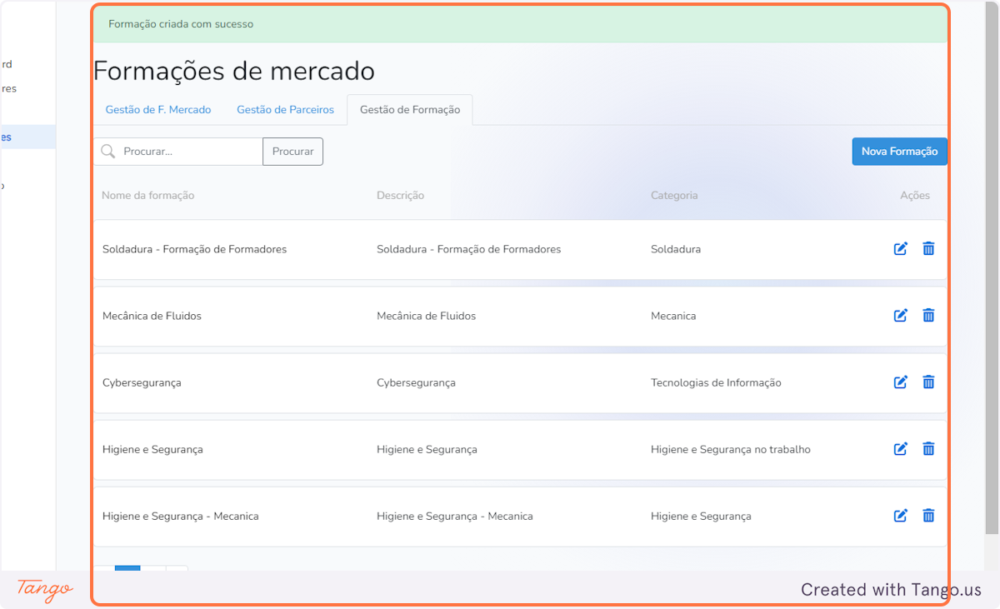 Formação criada com sucesso
Formações de mercado
Gestão de F. Mercado Gestão de Parceiros Gestão de Formação
Procurar... Procurar Nova Formação
Nome da formação Descrição Categoria Ações
Soldadura - Formação de Formadores Soldadura - Formação de Formadores Soldadura
Mecânica de Fluidos Mecânica de Fluidos Mecanica
Cybersegurança Cybersegurança Tecnologias de Informação
Higiene e Segurança Higiene e Segurança Higiene e Segurança no trabalho
Higiene e Segurança - Mecanica Higiene e Segurança - Mecanica Higiene e Segurança
Tango Created with Tango.us